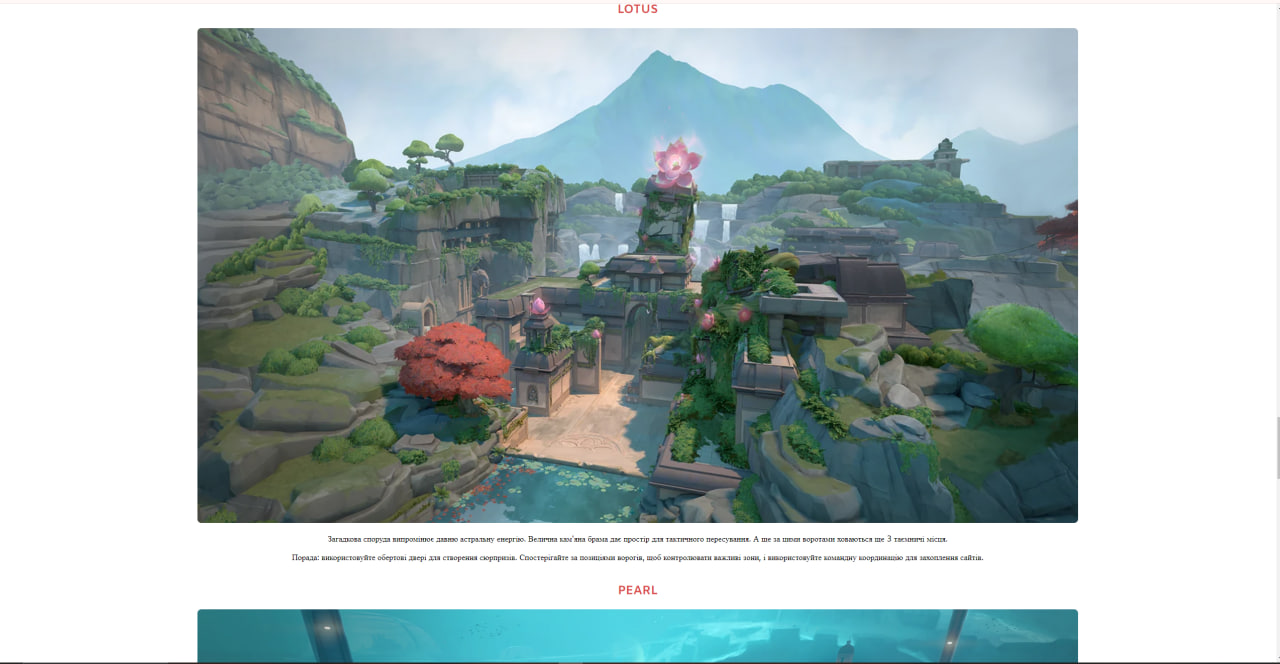 LOTUS
Загадкова споруда випромінює давню астральну енергію. Велична кам'яна брама дає простір для тактичного пересування. А ще за цими воротами ховаються ще 3 таємничі місця.
Порада: використовуйте обертові двері для створення сюрпризів. Спостерігайте за позиціями ворогів, щоб контролювати важливі зони, і використовуйте командну координацію для захоплення сайтів.
PEARL